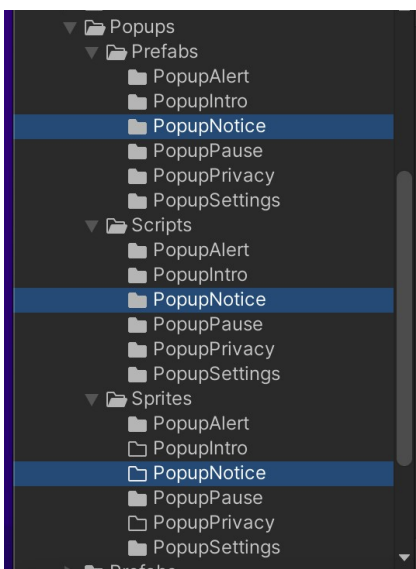 Popups
Prefabs
PopupAlert
PopupIntro
PopupNotice
PopupPause
PopupPrivacy
PopupSettings
Scripts
PopupAlert
PopupIntro
PopupNotice
PopupPause
PopupPrivacy
PopupSettings
Sprites
PopupAlert
PopupIntro
PopupNotice
PopupPause
PopupPrivacy
PopupSettings
Prefabs